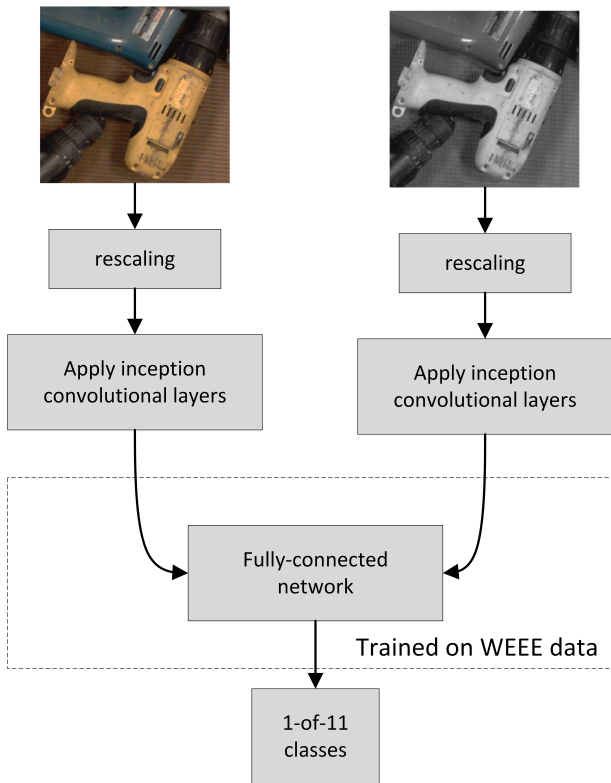 rescaling
rescaling
Apply inception
convolutional layers
Apply inception
convolutional layers
Fully-connected
network
Trained on WEEE data
1-of-11
classes